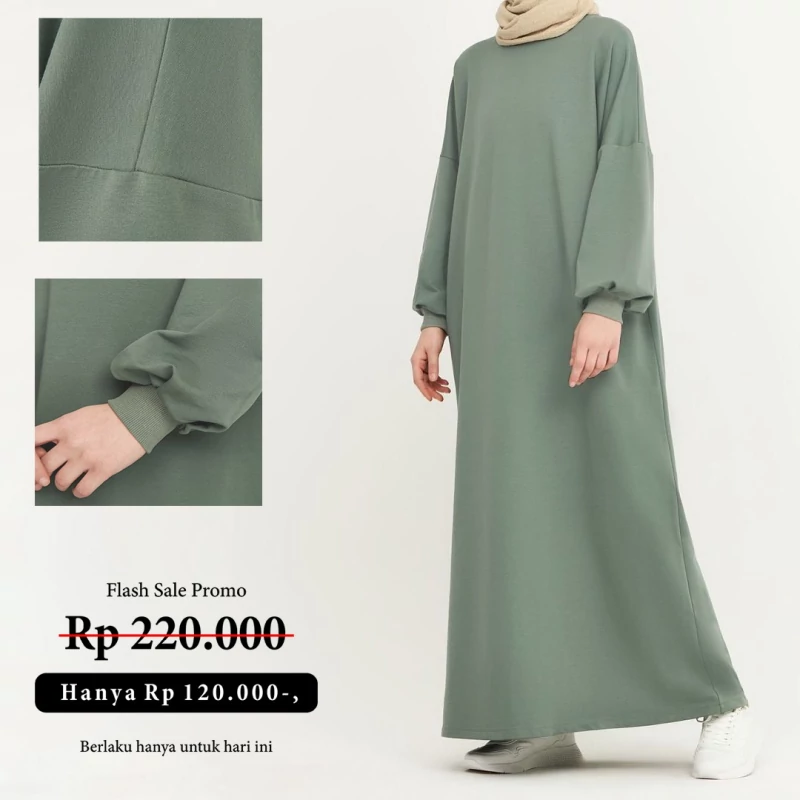 Flash Sale Promo
Rp 220.000
Hanya Rp 120.000-,
Berlaku hanya untuk hari ini